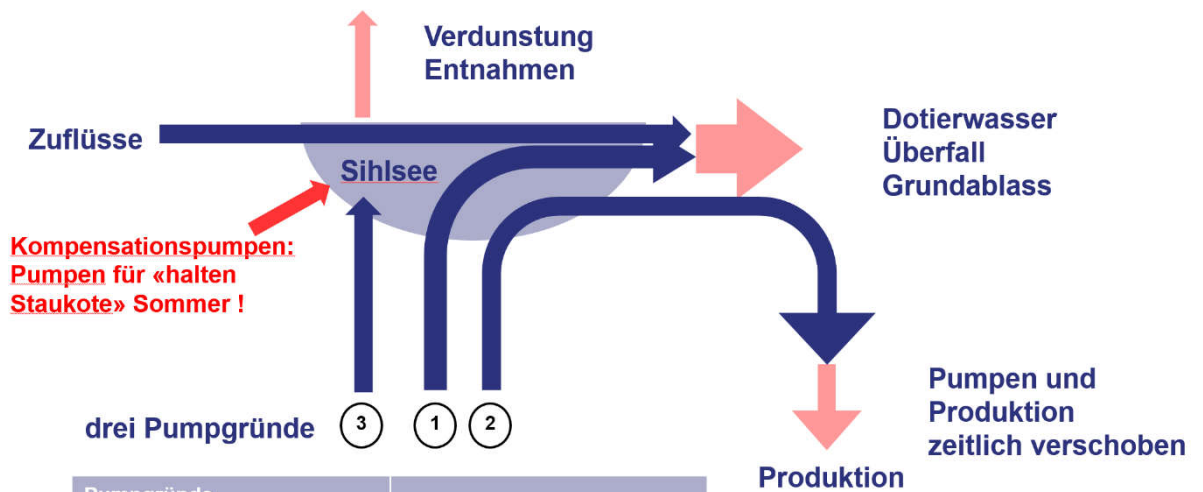 Verdunstung
Entnahmen
Zuflüsse
Sihlsee
Dotierwasser
Überfall
Grundablass
Kompensationspumpen:
Pumpen für «halten
Staukote» Sommer !
drei Pumpgründe
3
1
2
Pumpen und
Produktion
zeitlich verschoben
Produktion
Pumpgründe